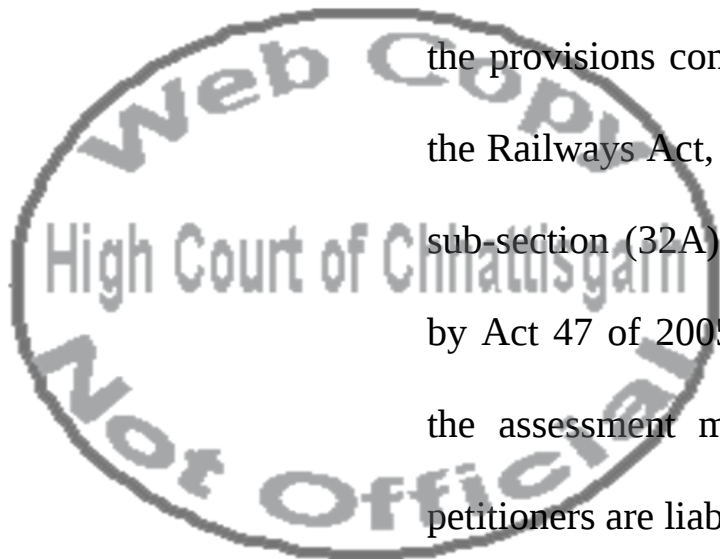 Web Copy
the provisions con
the Railways Act,
sub-section (32A)
High Court of Chhattisgarh
by Act 47 of 2005
the assessment m
petitioners are liab
Not Official